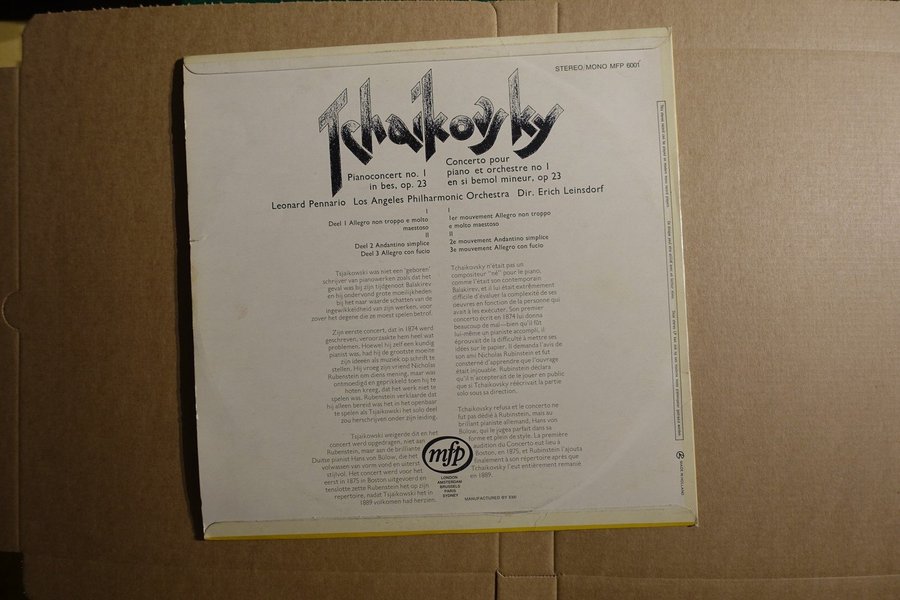 STEREO/MONO MFP 6001
Tchaikovsky
Pianoconcert no. 1
in bes, op. 23
Concerto pour
piano et orchestre no 1
en si bemol mineur, op 23
Leonard Pennario Los Angeles Philharmonic Orchestra Dir. Erich Leinsdorf
I
Deel 1 Allegro non troppo e molto
maestoso
II
Deel 2 Andantino simplice
Deel 3 Allegro con fucio
I
1er mouvement Allegro non troppo
e molto maestoso
II
2e mouvement Andantino simplice
3e mouvement Allegro con fucio
Tsjaikowski was niet een 'geboren'
schrijver van pianowerken zoals dat het
geval was bij zijn tijdgenoot Balakirev
en hij ondervond grote moeilijkheden
bij het naar waarde schatten van de
ingewikkeldheid van zijn werken, voor
zover het degene die ze moest spelen betrof.
Zijn eerste concert, dat in 1874 werd
geschreven, veroorzaakte hem heel wat
problemen. Hoewel hij zelf een kundig
pianist was, had hij de grootste moeite
zijn ideeën als muziek op schrift te
stellen. Hij vroeg zijn vriend Nicholas
Rubenstein om diens mening, maar was
ontmoedigd en geprikkeld toen hij te
horen kreeg, dat het werk niet te
spelen was. Rubenstein verklaarde dat
hij alleen bereid was het in het openbaar
te spelen als Tsjaikowski het solo deel
zou herschrijven onder zijn leiding.
Tsjaikowski weigerde dit en het
concert werd opgedragen, niet aan
Rubenstein, maar aan de brilliante
Duitse pianist Hans von Bülow, die het
volwassen van vorm vond en uiterst
stijlvol. Het concert werd voor het
eerst in 1875 in Boston uitgevoerd en
tenslotte zette Rubenstein het op zijn
repertoire, nadat Tsjaikowski het in
1889 volkomen had herzien.
Tchaikovsky n'était pas un
compositeur "né" pour le piano,
comme l'était son contemporain
Balakirev, et il lui était extrêmement
difficile d'évaluer la complexité de ses
oeuvres en fonction de la personne qui
avait à les exécuter. Son premier
concerto écrit en 1874 lui donna
beaucoup de mal—bien qu'il fût
lui-même un pianiste accompli, il
éprouvait de la difficulté à mettre ses
idées sur le papier. Il demanda l'avis de
son ami Nicholas Rubinstein et fut
consterné d'apprendre que l'ouvrage
était injouable. Rubinstein déclara
qu'il n'accepterait de le jouer en public
que si Tchaikovsky réécrivait la partie
solo sous sa direction.
Tchaikovsky refusa et le concerto ne
fut pas dédié à Rubinstein, mais au
brillant pianiste allemand, Hans von
Bülow, qui le jugea parfait dans sa
forme et plein de style. La première
audition du Concerto eut lieu à
Boston, en 1875, et Rubinstein l'ajouta
finalement à son répertoire après que
Tchaikovsky l'eut entièrement remanié
en 1889.
mfp
LONDON
AMSTERDAM
BRUSSELS
PARIS
SYDNEY
MANUFACTURED BY EMI
MADE IN HOLLAND